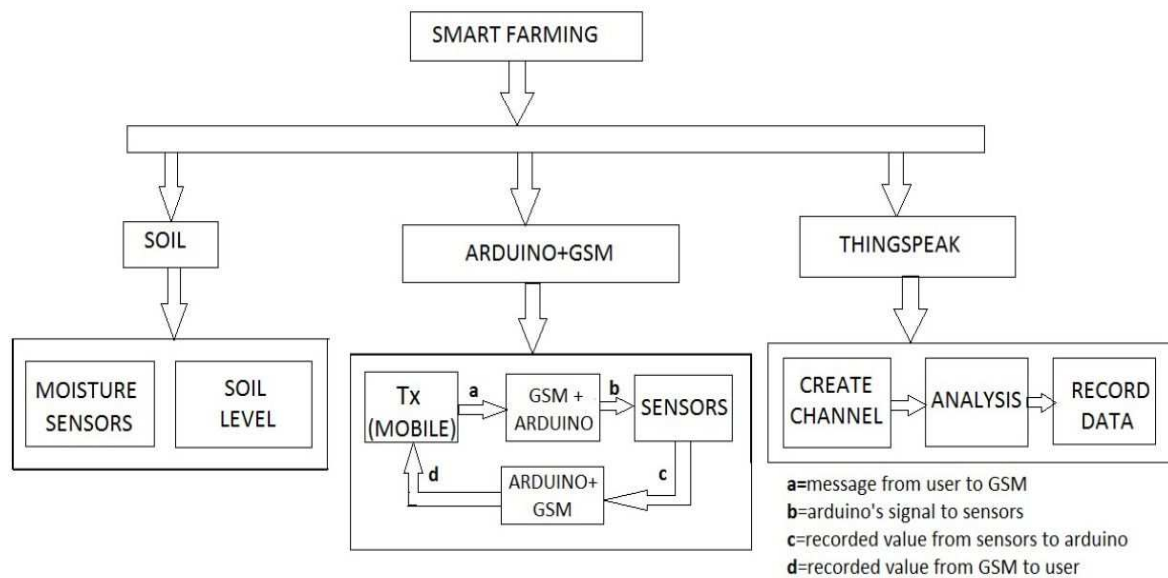 SMART FARMING
SOIL
ARDUINO+GSM
THINGSPEAK
MOISTURE
SENSORS
SOIL
LEVEL
Tx
(MOBILE)
a
GSM +
ARDUINO
b
SENSORS
c
ARDUINO+
GSM
d
CREATE
CHANNEL
ANALYSIS
RECORD
DATA
a=message from user to GSM
b=arduino's signal to sensors
c=recorded value from sensors to arduino
d=recorded value from GSM to user